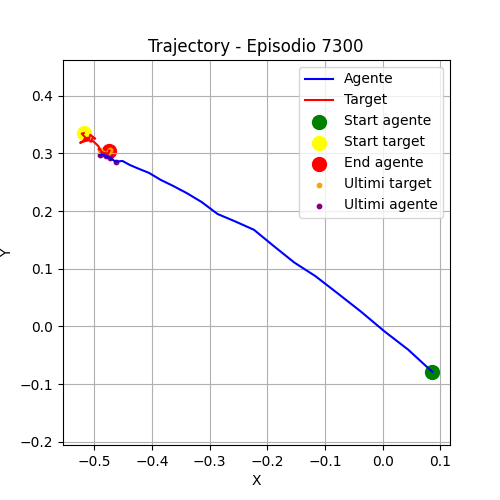 Trajectory - Episodio 7300
Agente
Target
Start agente
Start target
End agente
Ultimi target
Ultimi agente
Y
0.4
0.3
0.2
0.1
0.0
−0.1
−0.2
−0.5 −0.4 −0.3 −0.2 −0.1 0.0 0.1
X